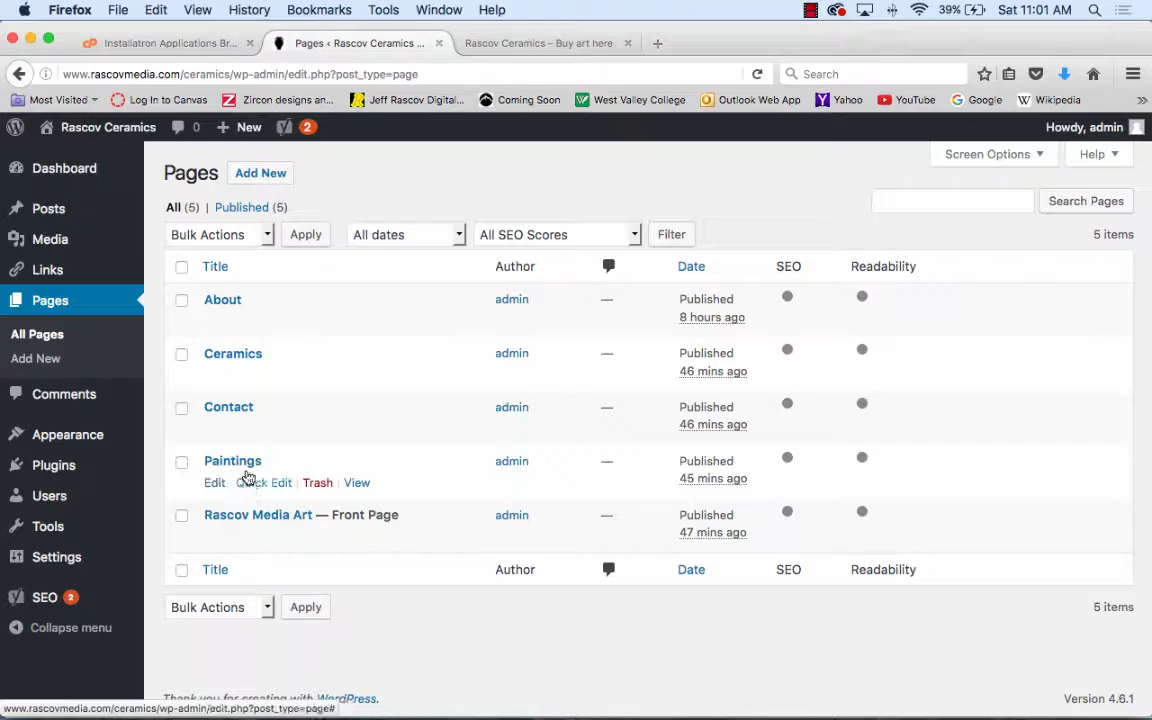 Firefox File Edit View History Bookmarks Tools Window Help 39% Sat 11:01 AM
Installatron Applications Br... × Pages ‹ Rascov Ceramics ... × Rascov Ceramics – Buy art here × +
www.rascovmedia.com/ceramics/wp-admin/edit.php?post_type=page Search
Most Visited Log In to Canvas Zircon designs an... Jeff Rascov Digital... Coming Soon West Valley College Outlook Web App Yahoo YouTube Google Wikipedia »
Rascov Ceramics 0 + New 2 Howdy, admin
Dashboard
Posts
Media
Links
Pages
All Pages
Add New
Comments
Appearance
Plugins
Users
Tools
Settings
SEO 2
Collapse menu
Screen Options Help
Pages Add New
All (5) | Published (5)
Search Pages
Bulk Actions Apply All dates All SEO Scores Filter 5 items
Title Author Date SEO Readability
About admin — Published
8 hours ago
Ceramics admin — Published
46 mins ago
Contact admin — Published
46 mins ago
Paintings admin — Published
Edit Quick Edit | Trash | View 45 mins ago
Rascov Media Art — Front Page admin — Published
47 mins ago
Title Author Date SEO Readability
Bulk Actions Apply 5 items
Thank you for creating with WordPress. Version 4.6.1
www.rascovmedia.com/ceramics/wp-admin/edit.php?post_type=page#